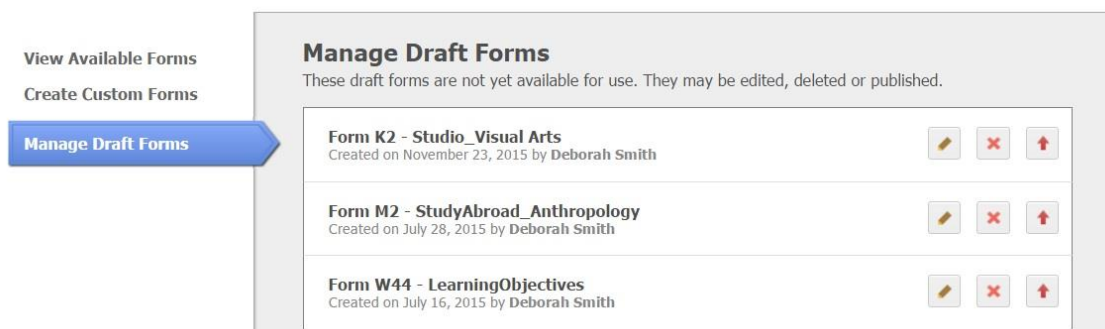 View Available Forms
Create Custom Forms
Manage Draft Forms
Manage Draft Forms
These draft forms are not yet available for use. They may be edited, deleted or published.
Form K2 - Studio_Visual Arts
Created on November 23, 2015 by Deborah Smith
Form M2 - StudyAbroad_Anthropology
Created on July 28, 2015 by Deborah Smith
Form W44 - LearningObjectives
Created on July 16, 2015 by Deborah Smith